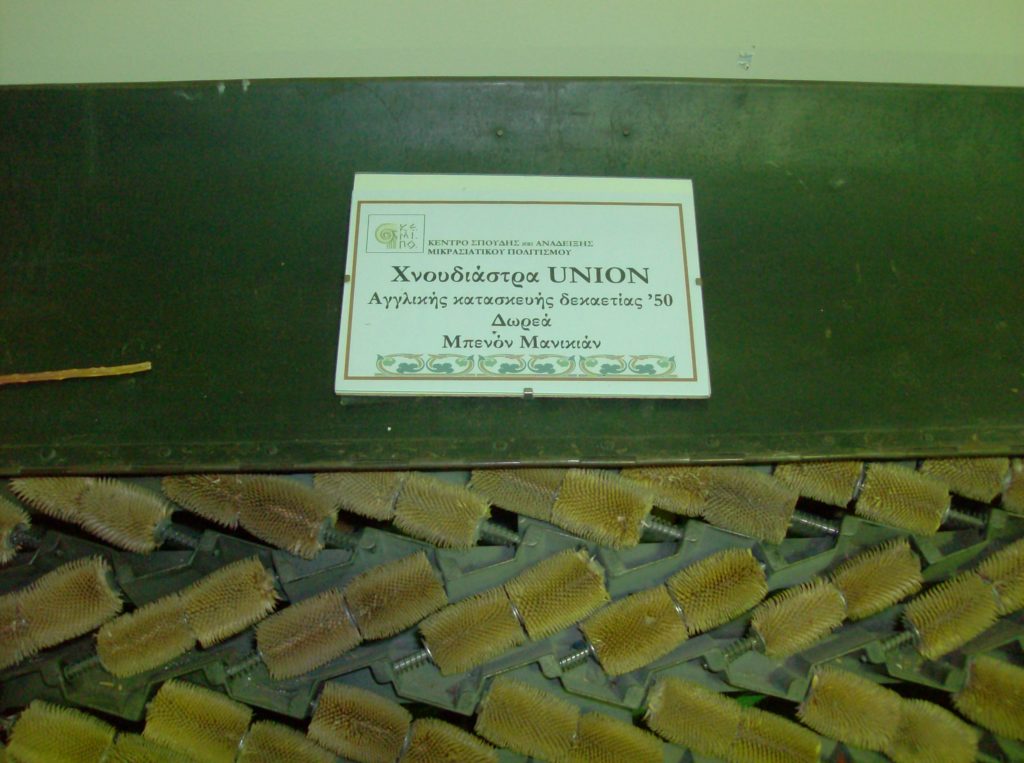 ΚΕ.
ΜΙ.
ΠΟ.
ΚΕΝΤΡΟ ΣΠΟΥΔΗΣ και ΑΝΑΔΕΙΞΗΣ
ΜΙΚΡΑΣΙΑΤΙΚΟΥ ΠΟΛΙΤΙΣΜΟΥ
Χνουδιάστρα UNION
Αγγλικής κατασκευής δεκαετίας ’50
Δωρεά
Μπενόν Μανικιάν